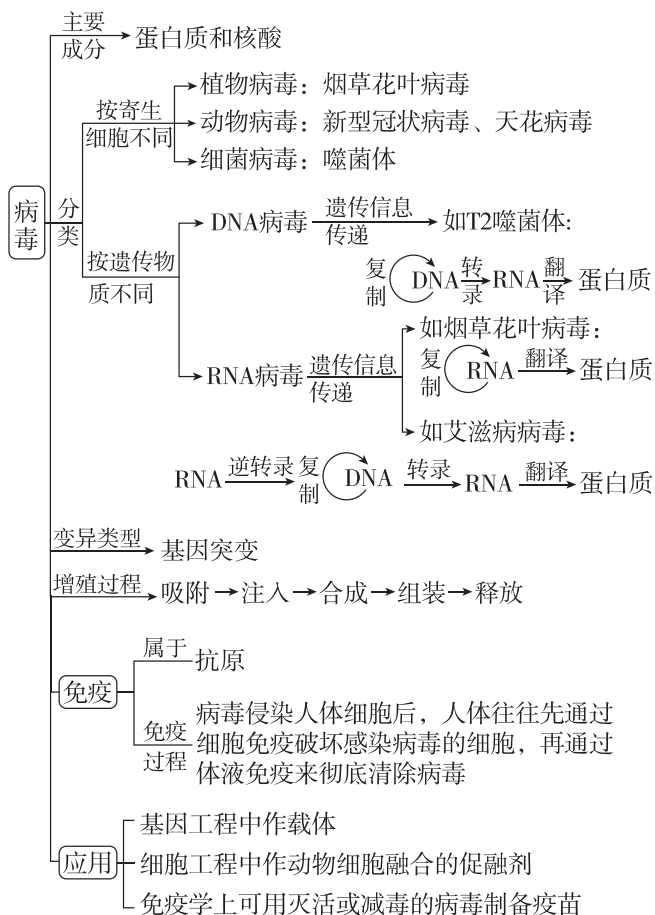 主要
成分
蛋白质和核酸
病毒
分类
按寄生
细胞不同
植物病毒：烟草花叶病毒
动物病毒：新型冠状病毒、天花病毒
细菌病毒：噬菌体
按遗传物
质不同
DNA病毒
遗传信息
传递
如T2噬菌体:
复制
DNA
转录
RNA
翻译
蛋白质
RNA病毒
遗传信息
传递
如烟草花叶病毒：
复制
RNA
翻译
蛋白质
如艾滋病病毒：
RNA
逆转录
复制
DNA
转录
RNA
翻译
蛋白质
变异类型
基因突变
增殖过程
吸附→注入→合成→组装→释放
免疫
属于
抗原
免疫
过程
病毒侵染人体细胞后，人体往往先通过
细胞免疫破坏感染病毒的细胞，再通过
体液免疫来彻底清除病毒
应用
基因工程中作载体
细胞工程中作动物细胞融合的促融剂
免疫学上可用灭活或减毒的病毒制备疫苗